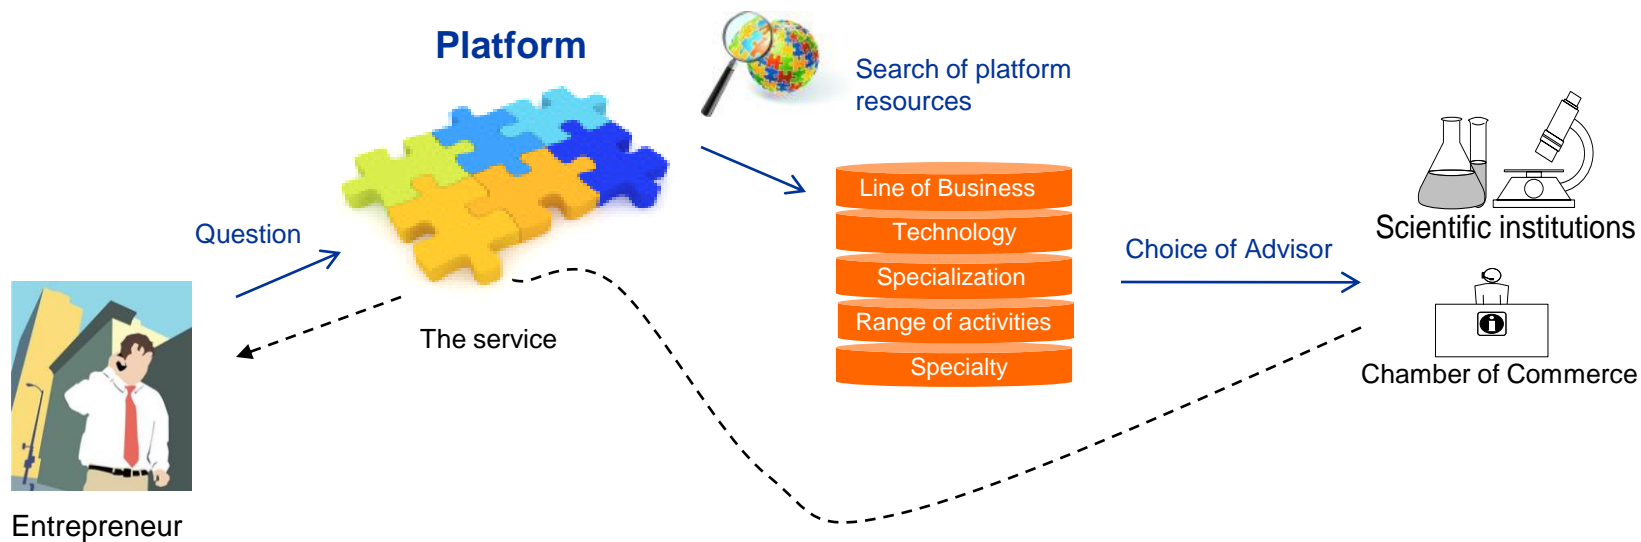 Platform
Search of platform
resources
Line of Business
Technology
Specialization
Range of activities
Specialty
Question
Choice of Advisor
Scientific institutions
Chamber of Commerce
The service
Entrepreneur